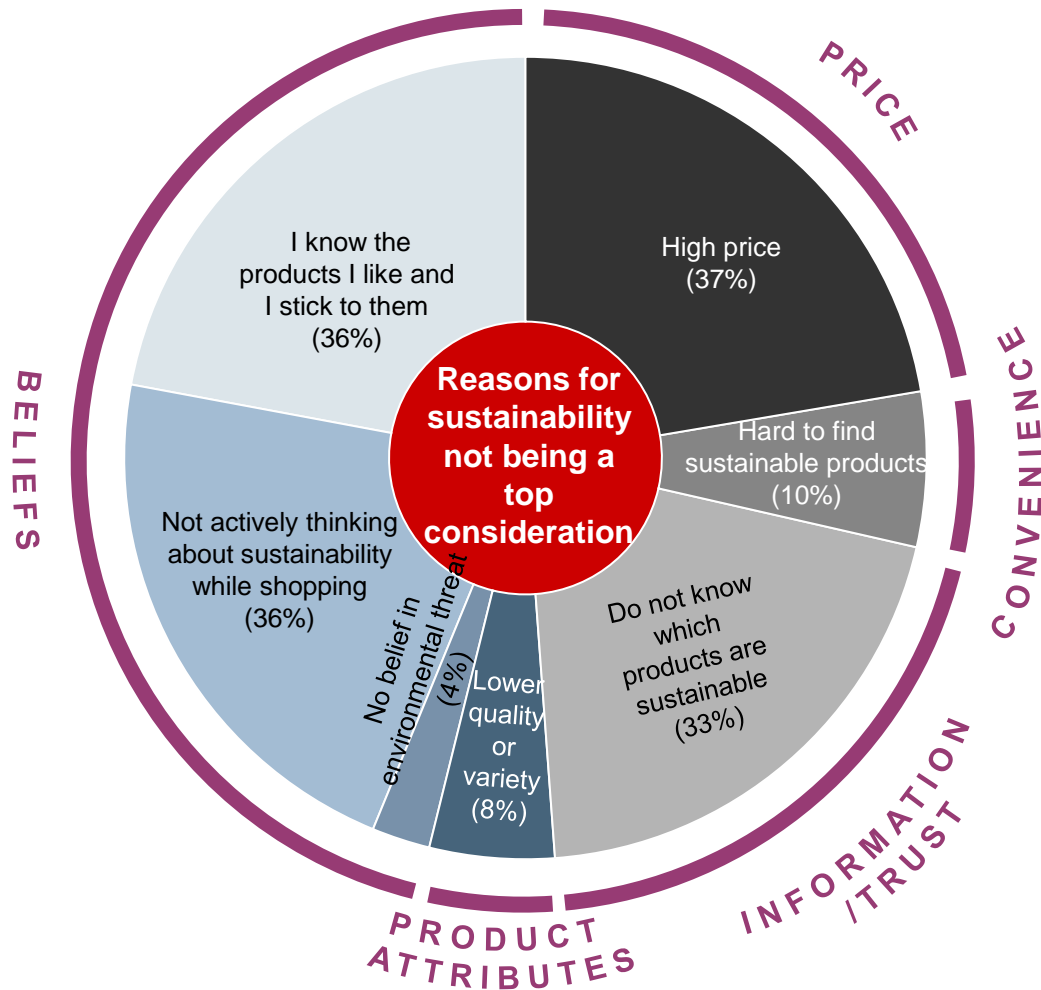 PRICE
CONVENIENCE
INFORMATION
/TRUST
PRODUCT
ATTRIBUTES
BELIEFS
High price
(37%)
Hard to find
sustainable products
(10%)
Do not know
which
products are
sustainable
(33%)
Lower
quality
or
variety
(8%)
No belief in
environmental threat
(4%)
Not actively thinking
about sustainability
while shopping
(36%)
I know the
products I like and
I stick to them
(36%)
Reasons for
sustainability
not being a
top
consideration